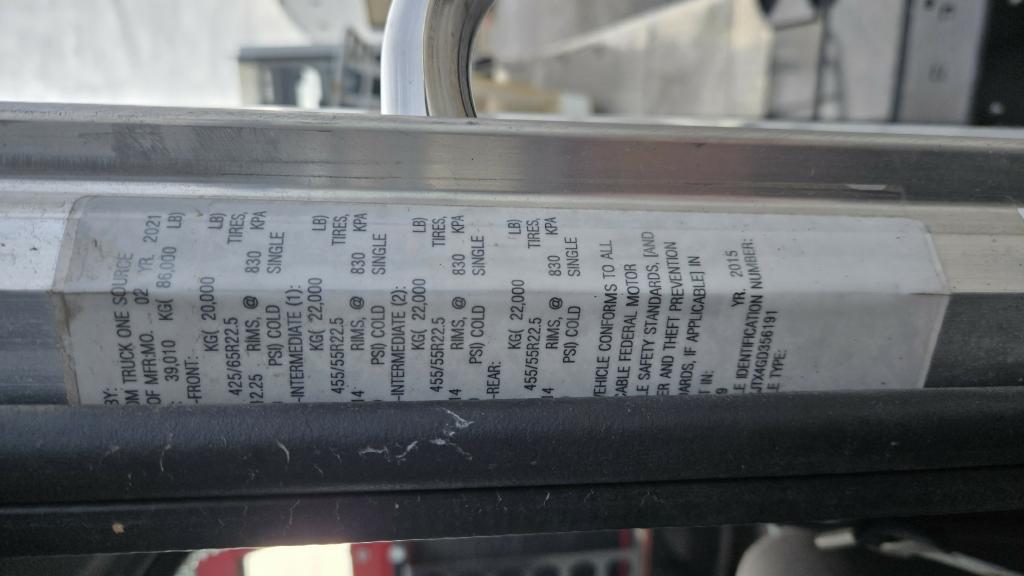 BY:
IM TRUCK ONE SOURCE
OF MFR:MO. 02 YR. 2021
: 39,010 KG( 86,000 LB)
-FRONT:
KG( 20,000 LB)
425/65R22.5 TIRES,
12.25 RIMS, @ 830 KPA
PSI) COLD SINGLE
-INTERMEDIATE (1):
KG( 22,000 LB)
455/55R22.5 TIRES,
14 RIMS, @ 830 KPA
PSI) COLD SINGLE
-INTERMEDIATE (2):
KG( 22,000 LB)
455/55R22.5 TIRES,
14 RIMS, @ 830 KPA
PSI) COLD SINGLE
-REAR:
KG( 22,000 LB)
455/55R22.5 TIRES,
14 RIMS, @ 830 KPA
PSI) COLD SINGLE
VEHICLE CONFORMS TO ALL
CABLE FEDERAL MOTOR
LE SAFETY STANDARDS, [AND
ER AND THEFT PREVENTION
ARDS, IF APPLICABLE] IN
T IN:
9 YR. 2015
LE IDENTIFICATION NUMBER:
JTX4GD356191
LE TYPE: